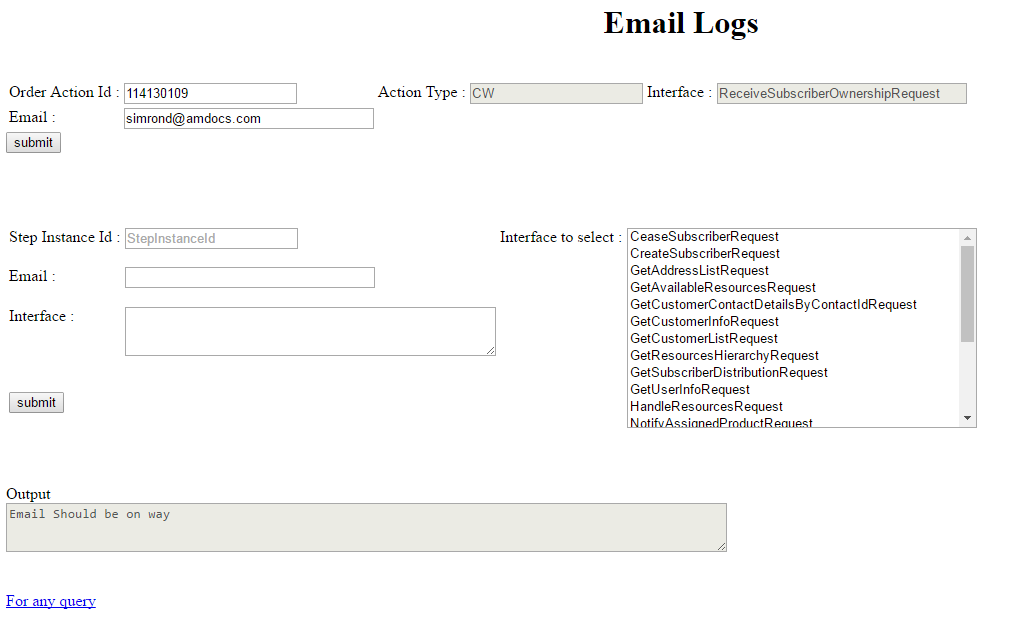 Email Logs
Order Action Id : 114130109 Action Type : CW Interface : ReceiveSubscriberOwnershipRequest
Email : simrond@amdocs.com
submit
Step Instance Id : StepInstanceId Interface to select :
CeaseSubscriberRequest
CreateSubscriberRequest
GetAddressListRequest
GetAvailableResourcesRequest
GetCustomerContactDetailsByContactIdRequest
GetCustomerInfoRequest
GetCustomerListRequest
GetResourcesHierarchyRequest
GetSubscriberDistributionRequest
GetUserInfoRequest
HandleResourcesRequest
NotifyAssignedProductRequest
Email :
Interface :
submit
Output
Email Should be on way
For any query